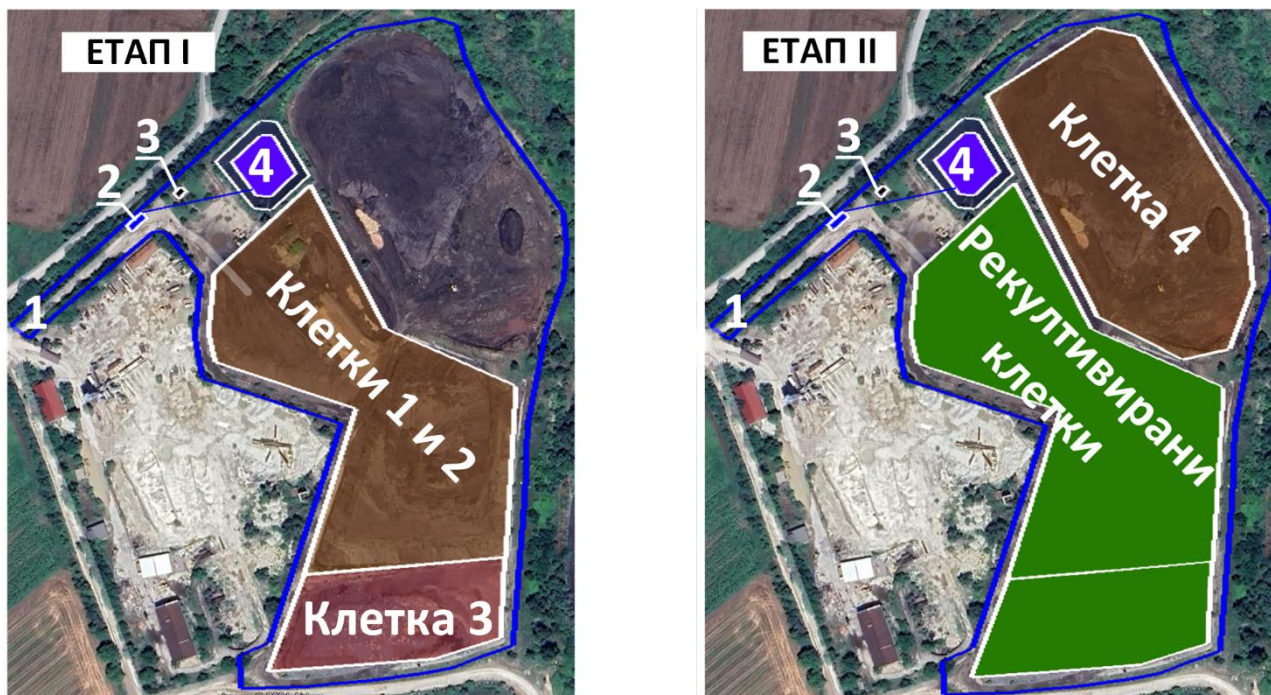 ЕТАП I
3
4
2
1
Клетки 1 и 2
Клетка 3
ЕТАП II
3
4
2
1
Клетка 4
Рекултивирани
клетки